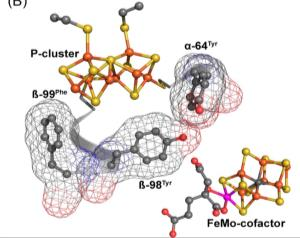 (B)
P-cluster
α-64Tyr
ß-99Phe
ß-98Tyr
FeMo-cofactor